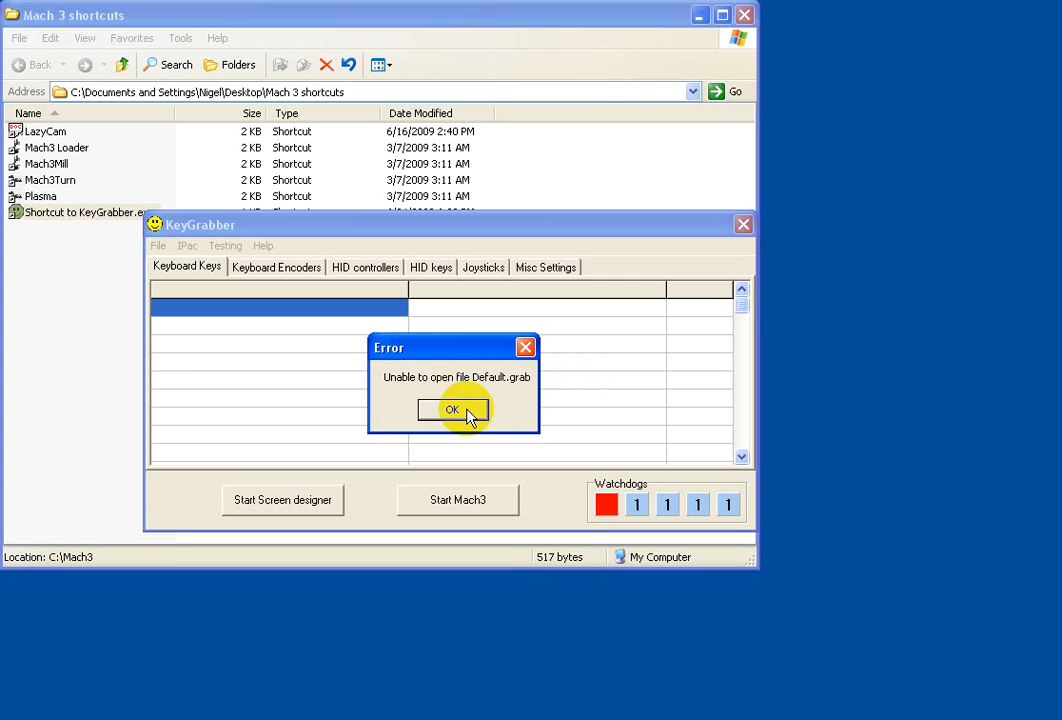 Mach 3 shortcuts
File Edit View Favorites Tools Help
Back Search Folders
Address C:\Documents and Settings\Nigel\Desktop\Mach 3 shortcuts Go
Name Size Type Date Modified
LazyCam 2 KB Shortcut 6/16/2009 2:40 PM
Mach3 Loader 2 KB Shortcut 3/7/2009 3:11 AM
Mach3Mill 2 KB Shortcut 3/7/2009 3:11 AM
Mach3Turn 2 KB Shortcut 3/7/2009 3:11 AM
Plasma 2 KB Shortcut 3/7/2009 3:11 AM
Shortcut to KeyGrabber.e
KeyGrabber
File IPac Testing Help
Keyboard Keys Keyboard Encoders HID controllers HID keys Joysticks Misc Settings
Error
Unable to open file Default.grab
OK
Watchdogs
Start Screen designer Start Mach3 1 1 1 1
Location: C:\Mach3 517 bytes My Computer